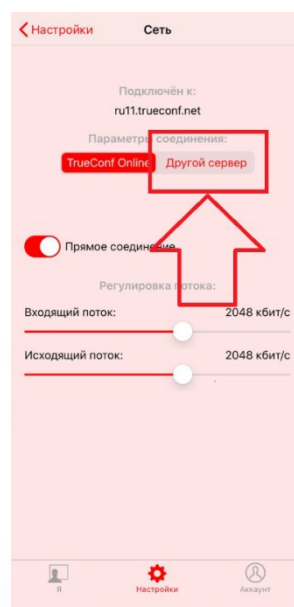 Настройки Сеть
Подключён к:
ru11.trueconf.net
Параметры соединения:
TrueConf Online Другой сервер
Прямое соединение
Регулировка потока:
Входящий поток: 2048 кбит/с
Исходящий поток: 2048 кбит/с
Я Настройки Аккаунт